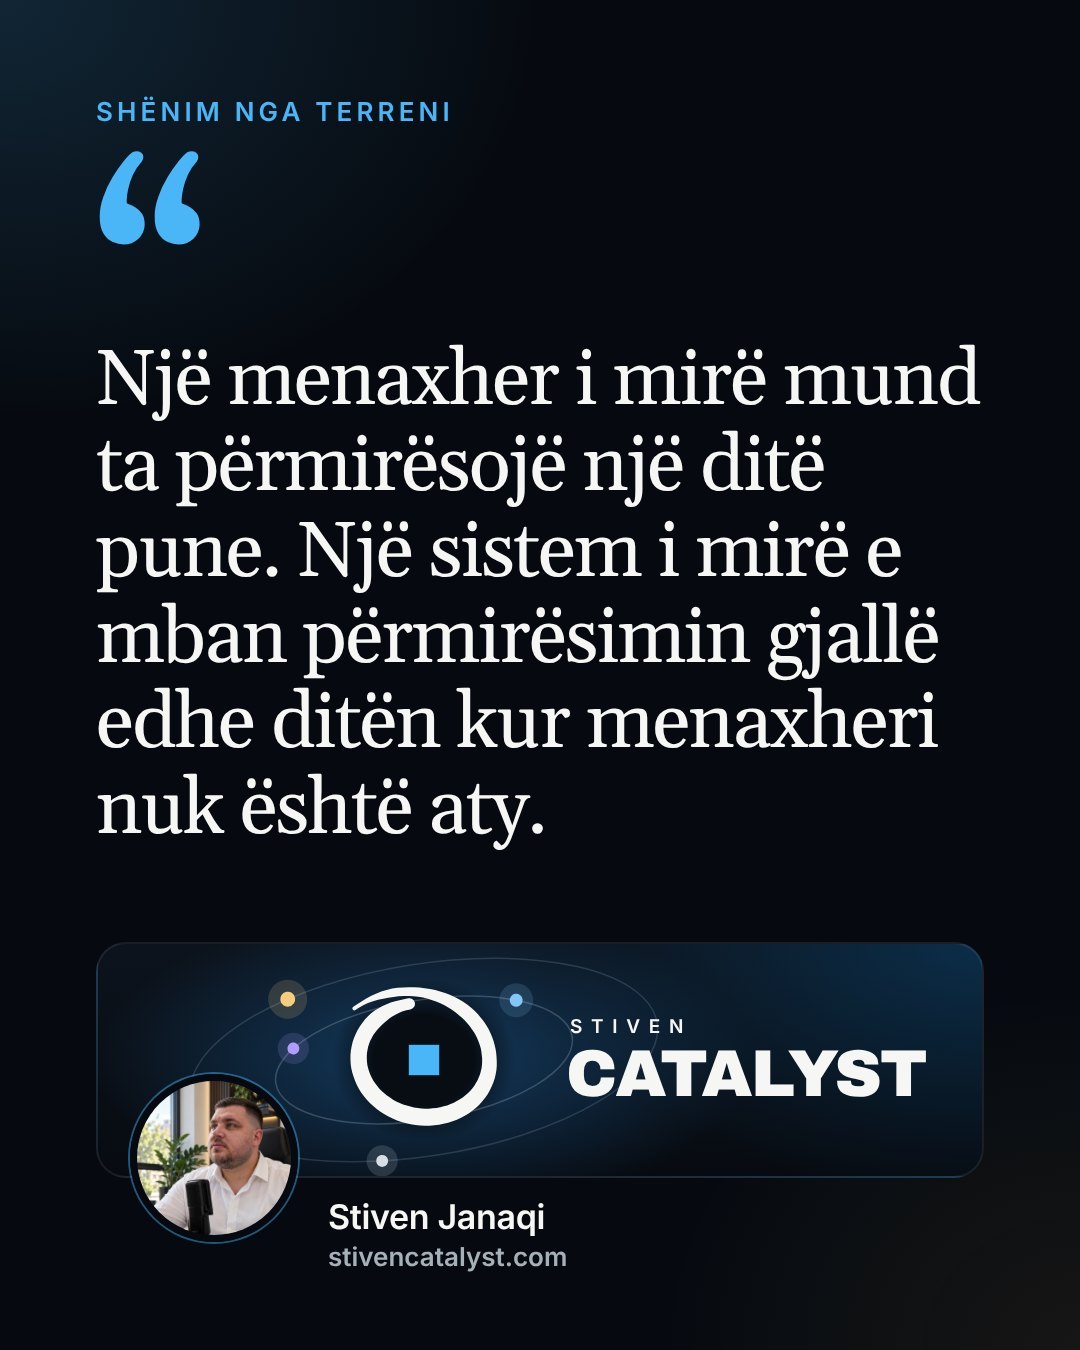 SHËNIM NGA TERRENI
“
Një menaxher i mirë mund
ta përmirësojë një ditë
pune. Një sistem i mirë e
mban përmirësimin gjallë
edhe ditën kur menaxheri
nuk është aty.
STIVEN
CATALYST
Stiven Janaqi
stivencatalyst.com